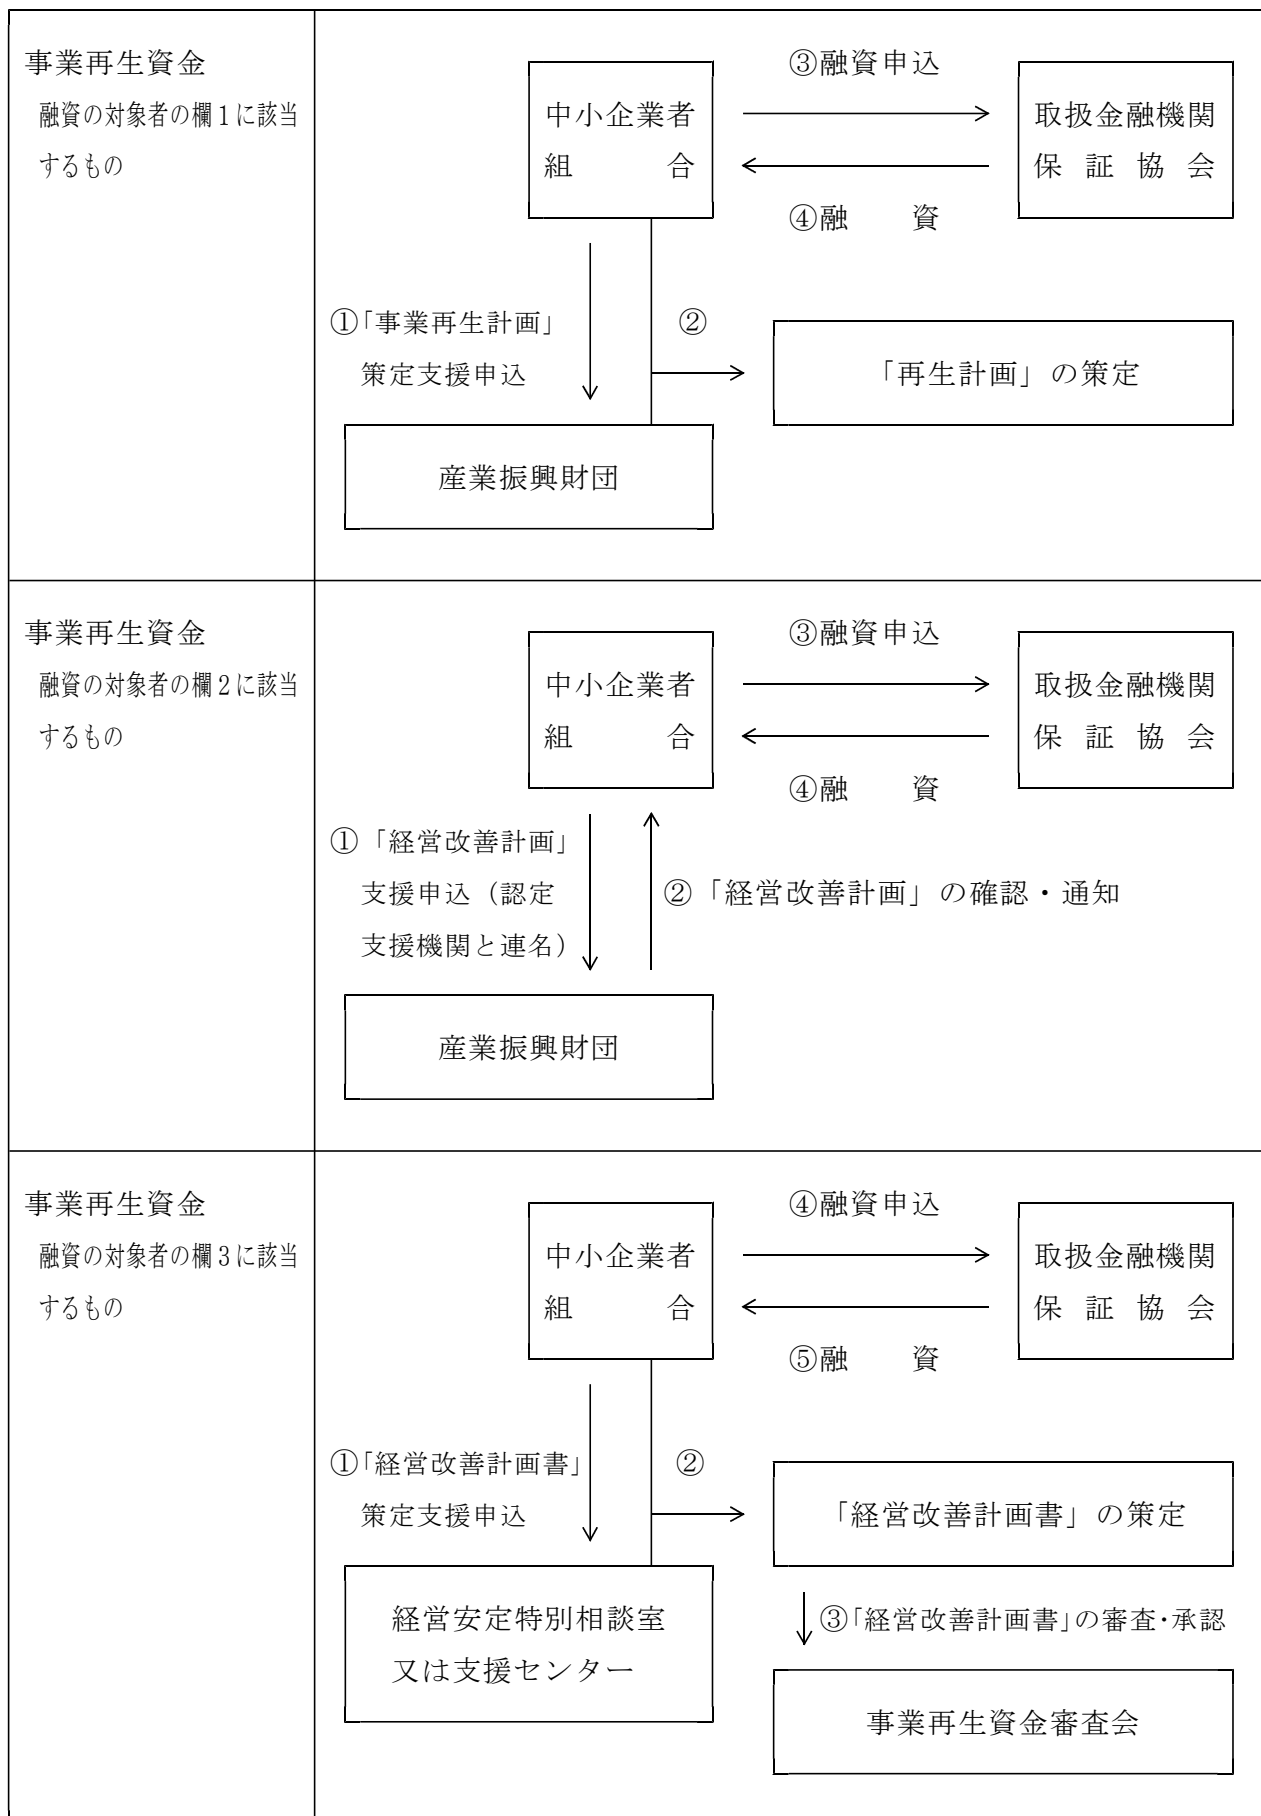 事業再生資金
融資の対象者の欄1に該当
するもの
③融資申込
中小企業者
組　　　合
取扱金融機関
保　証　協　会
④融　　資
①「事業再生計画」
策定支援申込
②
「再生計画」の策定
産業振興財団
事業再生資金
融資の対象者の欄2に該当
するもの
③融資申込
中小企業者
組　　　合
取扱金融機関
保　証　協　会
④融　　資
①「経営改善計画」
支援申込（認定
支援機関と連名）
②「経営改善計画」の確認・通知
産業振興財団
事業再生資金
融資の対象者の欄3に該当
するもの
④融資申込
中小企業者
組　　　合
取扱金融機関
保　証　協　会
⑤融　　資
①「経営改善計画書」
策定支援申込
②
「経営改善計画書」の策定
経営安定特別相談室
又は支援センター
③「経営改善計画書」の審査・承認
事業再生資金審査会